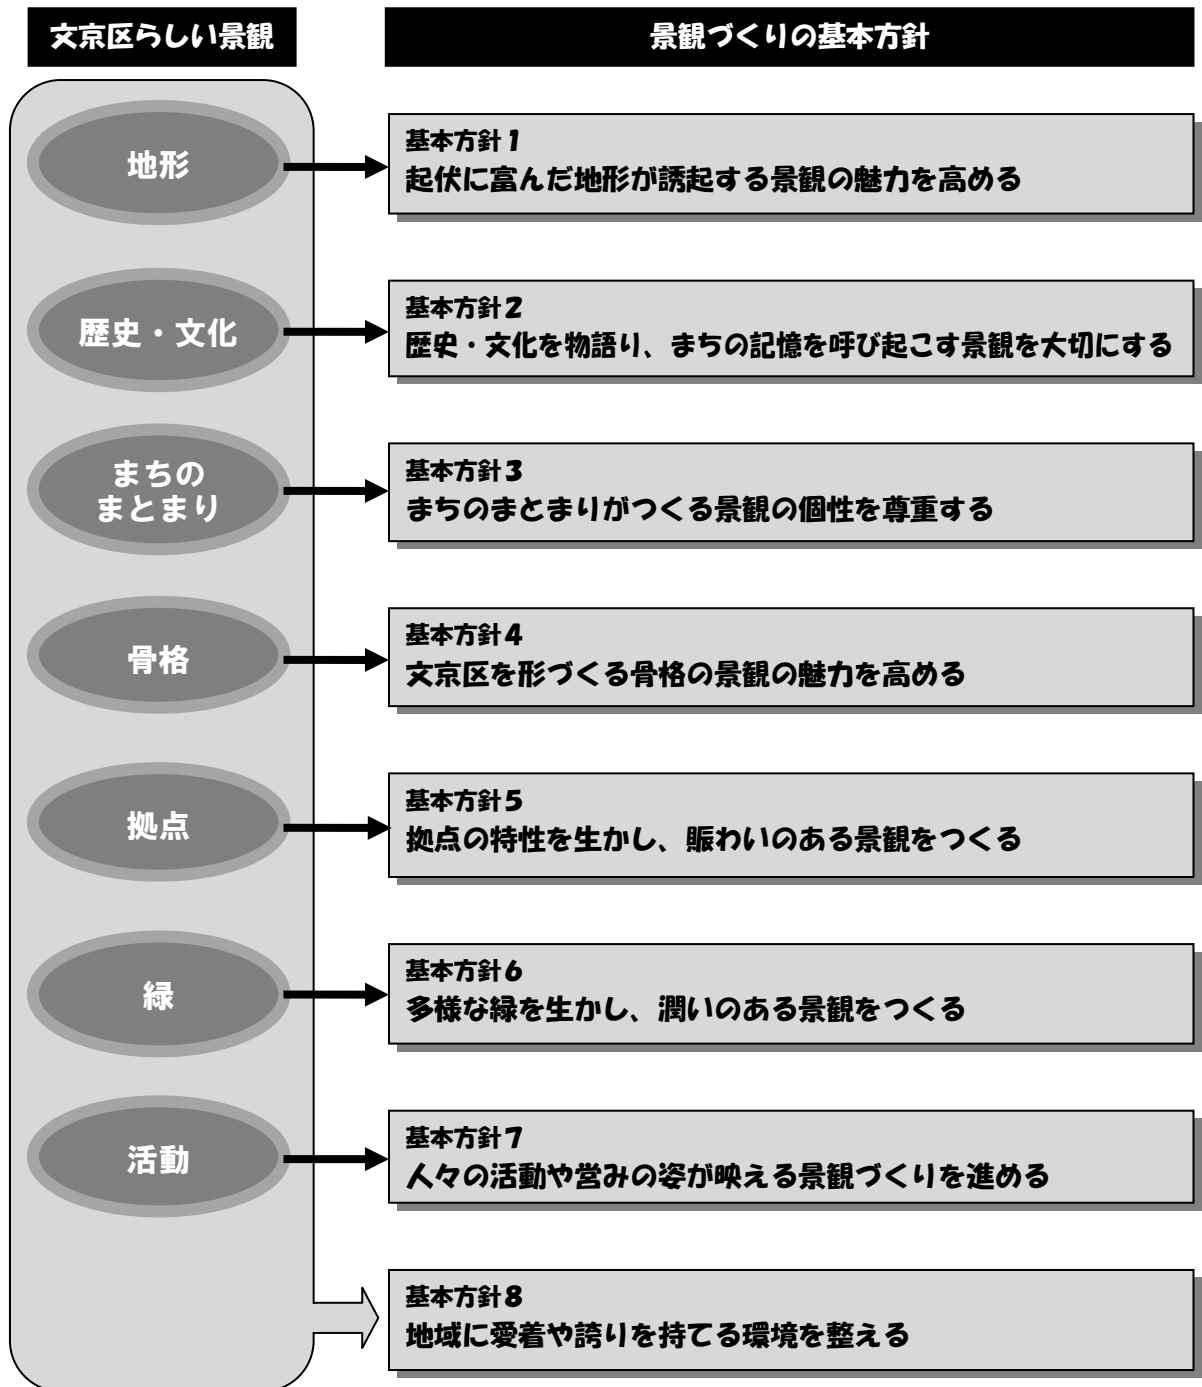 文京区らしい景観
景観づくりの基本方針
地形
基本方針1
起伏に富んだ地形が誘起する景観の魅力を高める
歴史・文化
基本方針2
歴史・文化を物語り、まちの記憶を呼び起こす景観を大切にする
まちの
まとまり
基本方針3
まちのまとまりがつくる景観の個性を尊重する
骨格
基本方針4
文京区を形づくる骨格の景観の魅力を高める
拠点
基本方針5
拠点の特性を生かし、賑わいのある景観をつくる
緑
基本方針6
多様な緑を生かし、潤いのある景観をつくる
活動
基本方針7
人々の活動や営みの姿が映える景観づくりを進める
基本方針8
地域に愛着や誇りを持てる環境を整える